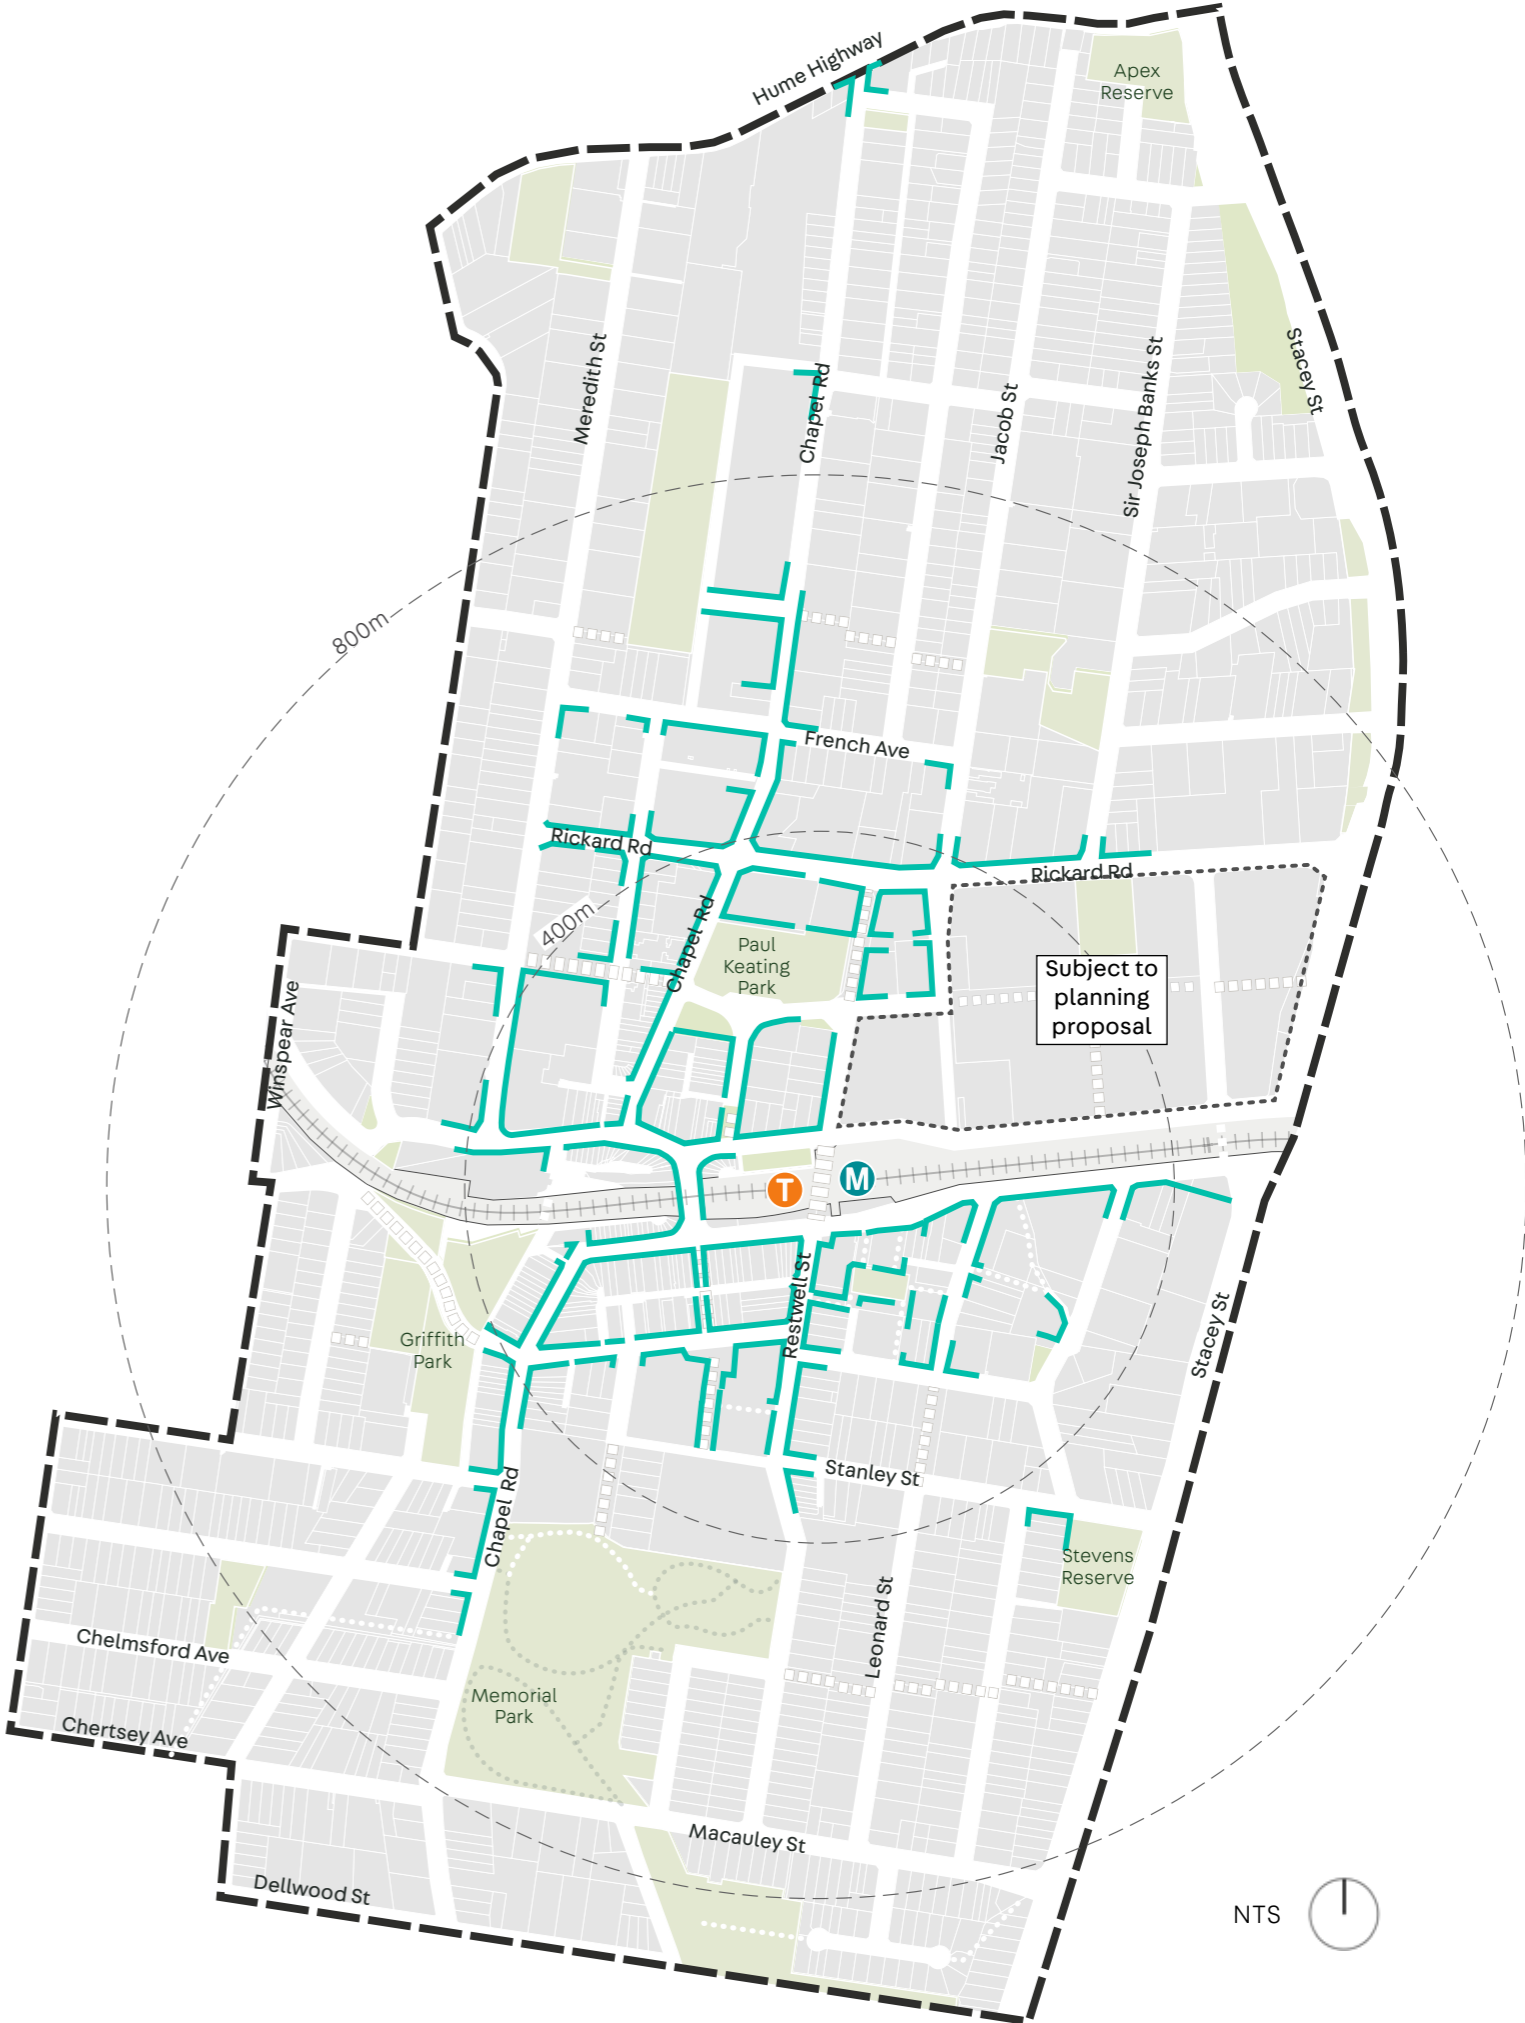 Hume Highway
Apex
Reserve
Meredith St
Chapel Rd
Jacob St
Sir Joseph Banks St
Stacey St
800m
French Ave
Rickard Rd
Rickard Rd
400m
Chapel Rd
Paul
Keating
Park
Subject to
planning
proposal
Winspear Ave
T
M
Restwell St
Griffith
Park
Stacey St
Stanley St
Chapel Rd
Stevens
Reserve
Leonard St
Chelmsford Ave
Memorial
Park
Chertsey Ave
Macauley St
Dellwood St
NTS